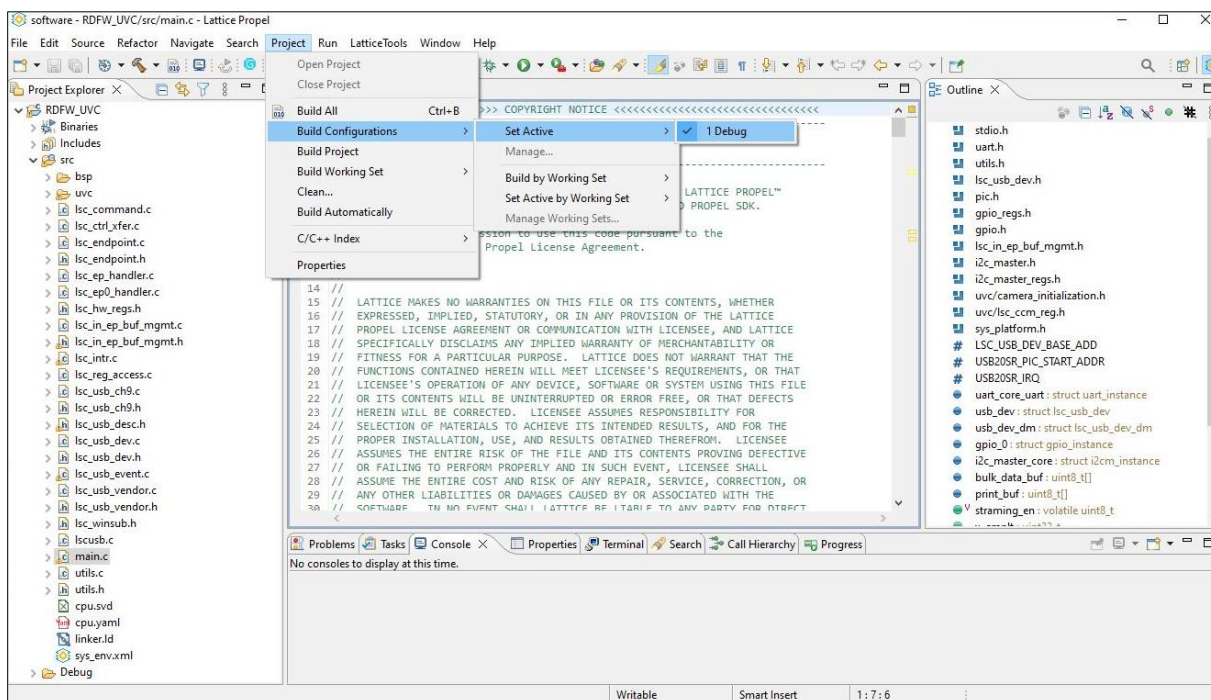 software - RDFW_UVC/src/main.c - Lattice Propel
File Edit Source Refactor Navigate Search Project Run LatticeTools Window Help
Project Explorer
RDFW_UVC
Binaries
Includes
src
bsp
uvc
lsc_command.c
lsc_ctrl_xfer.c
lsc_endpoint.c
lsc_endpoint.h
lsc_ep_handler.c
lsc_ep0_handler.c
lsc_hw_regs.h
lsc_in_ep_buf_mgmt.c
lsc_in_ep_buf_mgmt.h
lsc_intr.c
lsc_reg_access.c
lsc_usb_ch9.c
lsc_usb_ch9.h
lsc_usb_desc.h
lsc_usb_dev.c
lsc_usb_dev.h
lsc_usb_event.c
lsc_usb_vendor.c
lsc_usb_vendor.h
lsc_winsub.h
lscusb.c
main.c
utils.c
utils.h
cpu.svd
cpu.yaml
linker.ld
sys_env.xml
Debug
Open Project
Close Project
Build All Ctrl+B
Build Configurations
Build Project
Build Working Set
Clean...
Build Automatically
C/C++ Index
Properties
Set Active
Manage...
Build by Working Set
Set Active by Working Set
Manage Working Sets...
1 Debug
>>> COPYRIGHT NOTICE <<<<<<<<<<<<<<<<<<<<<<<<<<<<<<<<<
LATTICE PROPEL™
PROPEL SDK.
ssion to use this code pursuant to the
Propel License Agreement.
14 //
15 // LATTICE MAKES NO WARRANTIES ON THIS FILE OR ITS CONTENTS, WHETHER
16 // EXPRESSED, IMPLIED, STATUTORY, OR IN ANY PROVISION OF THE LATTICE
17 // PROPEL LICENSE AGREEMENT OR COMMUNICATION WITH LICENSEE, AND LATTICE
18 // SPECIFICALLY DISCLAIMS ANY IMPLIED WARRANTY OF MERCHANTABILITY OR
19 // FITNESS FOR A PARTICULAR PURPOSE. LATTICE DOES NOT WARRANT THAT THE
20 // FUNCTIONS CONTAINED HEREIN WILL MEET LICENSEE'S REQUIREMENTS, OR THAT
21 // LICENSEE'S OPERATION OF ANY DEVICE, SOFTWARE OR SYSTEM USING THIS FILE
22 // OR ITS CONTENTS WILL BE UNINTERRUPTED OR ERROR FREE, OR THAT DEFECTS
23 // HEREIN WILL BE CORRECTED. LICENSEE ASSUMES RESPONSIBILITY FOR
24 // SELECTION OF MATERIALS TO ACHIEVE ITS INTENDED RESULTS, AND FOR THE
25 // PROPER INSTALLATION, USE, AND RESULTS OBTAINED THEREFROM. LICENSEE
26 // ASSUMES THE ENTIRE RISK OF THE FILE AND ITS CONTENTS PROVING DEFECTIVE
27 // OR FAILING TO PERFORM PROPERLY AND IN SUCH EVENT, LICENSEE SHALL
28 // ASSUME THE ENTIRE COST AND RISK OF ANY REPAIR, SERVICE, CORRECTION, OR
29 // ANY OTHER LIABILITIES OR DAMAGES CAUSED BY OR ASSOCIATED WITH THE
30 // SOFTWARE. IN NO EVENT SHALL LATTICE BE LIABLE TO ANY PARTY FOR DIRECT
Outline
stdio.h
uart.h
utils.h
lsc_usb_dev.h
pic.h
gpio_regs.h
gpio.h
lsc_in_ep_buf_mgmt.h
i2c_master.h
i2c_master_regs.h
uvc/camera_initialization.h
uvc/lsc_ccm_reg.h
sys_platform.h
LSC_USB_DEV_BASE_ADD
USB20SR_PIC_START_ADDR
USB20SR_IRQ
uart_core_uart : struct uart_instance
usb_dev : struct lsc_usb_dev
usb_dev_dm : struct lsc_usb_dev_dm
gpio_0 : struct gpio_instance
i2c_master_core : struct i2cm_instance
bulk_data_buf : uint8_t[]
print_buf : uint8_t[]
straming_en : volatile uint8_t
Problems Tasks Console Properties Terminal Search Call Hierarchy Progress
No consoles to display at this time.
Writable Smart Insert 1:7:6